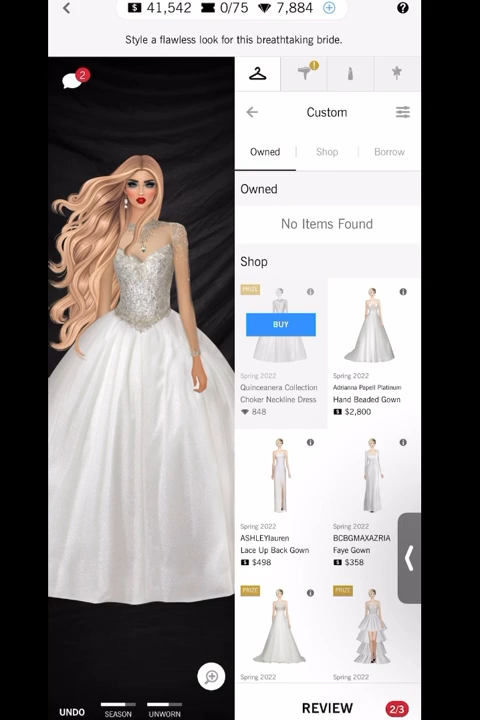 41,542 0/75 7,884
?
Style a flawless look for this breathtaking bride.
2
!
Custom
Owned Shop Borrow
Owned
No Items Found
Shop
PRIZE
BUY
Spring 2022
Quinceanera Collection
Choker Neckline Dress
848
Spring 2022
Adrianna Papell Platinum
Hand Beaded Gown
$2,800
Spring 2022
ASHLEYlauren
Lace Up Back Gown
$498
Spring 2022
BCBGMAXAZRIA
Faye Gown
$358
PRIZE
Spring 2022
PRIZE
Spring 2022
UNDO SEASON UNWORN
REVIEW 2/3